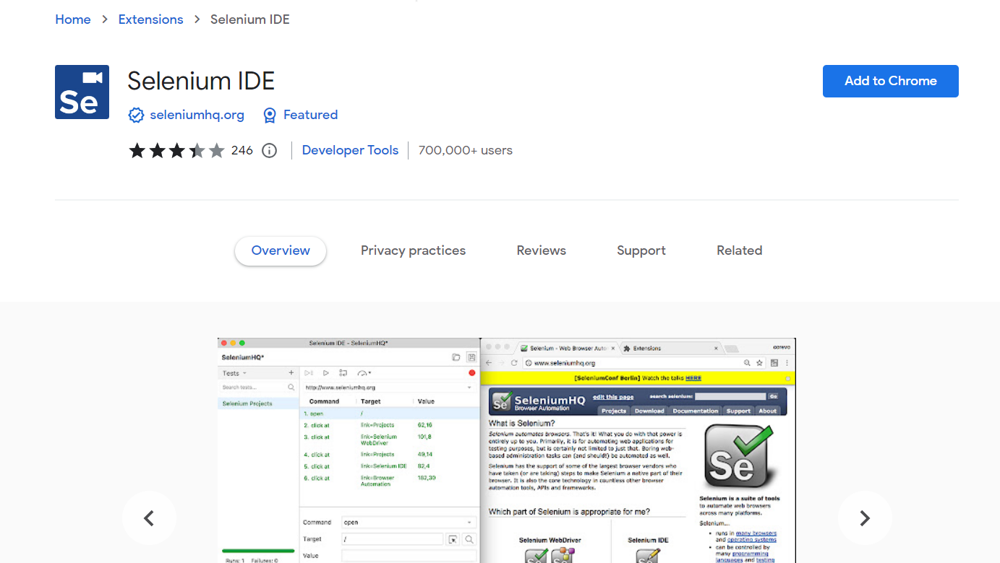 Home > Extensions > Selenium IDE
Se
Selenium IDE
Add to Chrome
seleniumhq.org Featured
246 Developer Tools 700,000+ users
Overview Privacy practices Reviews Support Related
Selenium IDE - SeleniumHQ*
SeleniumHQ*
Tests
Search tests...
Selenium Projects
http://www.seleniumhq.org
Command Target Value
1. open /
2. click at link=Projects 62,16
3. click at link=Selenium WebDriver 101,8
4. click at link=Projects 49,14
5. click at link=Selenium IDE 82,4
6. click at link=Browser Automation 182,30
Command open
Target /
Value
Runs: 1 Failures: 0
Selenium - Web Browser Auto
Extensions
www.seleniumhq.org
[SeleniumConf Berlin] Watch the talks HERE
Se
SeleniumHQ
Browser Automation
edit this page
search selenium:
Go
Projects Download Documentation Support About
What is Selenium?
Selenium automates browsers. That's it! What you do with that power is
entirely up to you. Primarily, it is for automating web applications for
testing purposes, but is certainly not limited to just that. Boring web-
based administration tasks can (and should!) be automated as well.
Selenium has the support of some of the largest browser vendors who
have taken (or are taking) steps to make Selenium a native part of their
browser. It is also the core technology in countless other browser
automation tools, APIs and frameworks.
Which part of Selenium is appropriate for me?
Selenium WebDriver Selenium IDE
Se
Selenium is a suite of tools
to automate web browsers
across many platforms.
Selenium...
runs in many browsers
and operating systems
can be controlled by
many programming
languages and testing